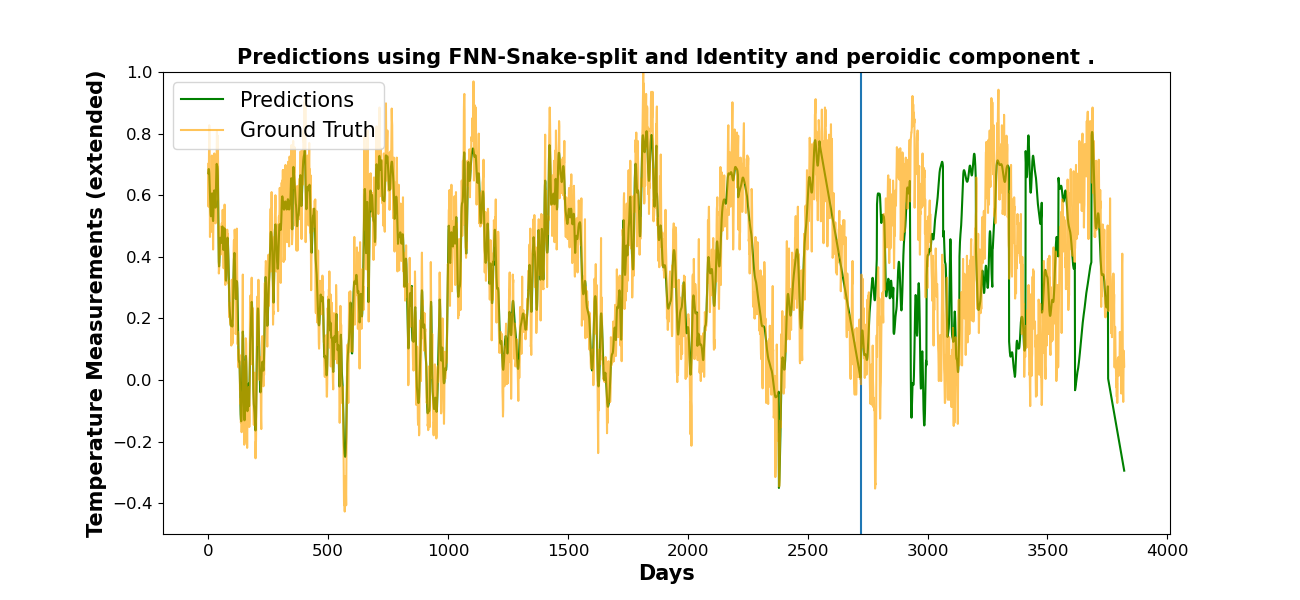 Predictions using FNN-Snake-split and Identity and peroidic component .
Predictions
Ground Truth
Temperature Measurements (extended)
1.0
0.8
0.6
0.4
0.2
0.0
−0.2
−0.4
0 500 1000 1500 2000 2500 3000 3500 4000
Days